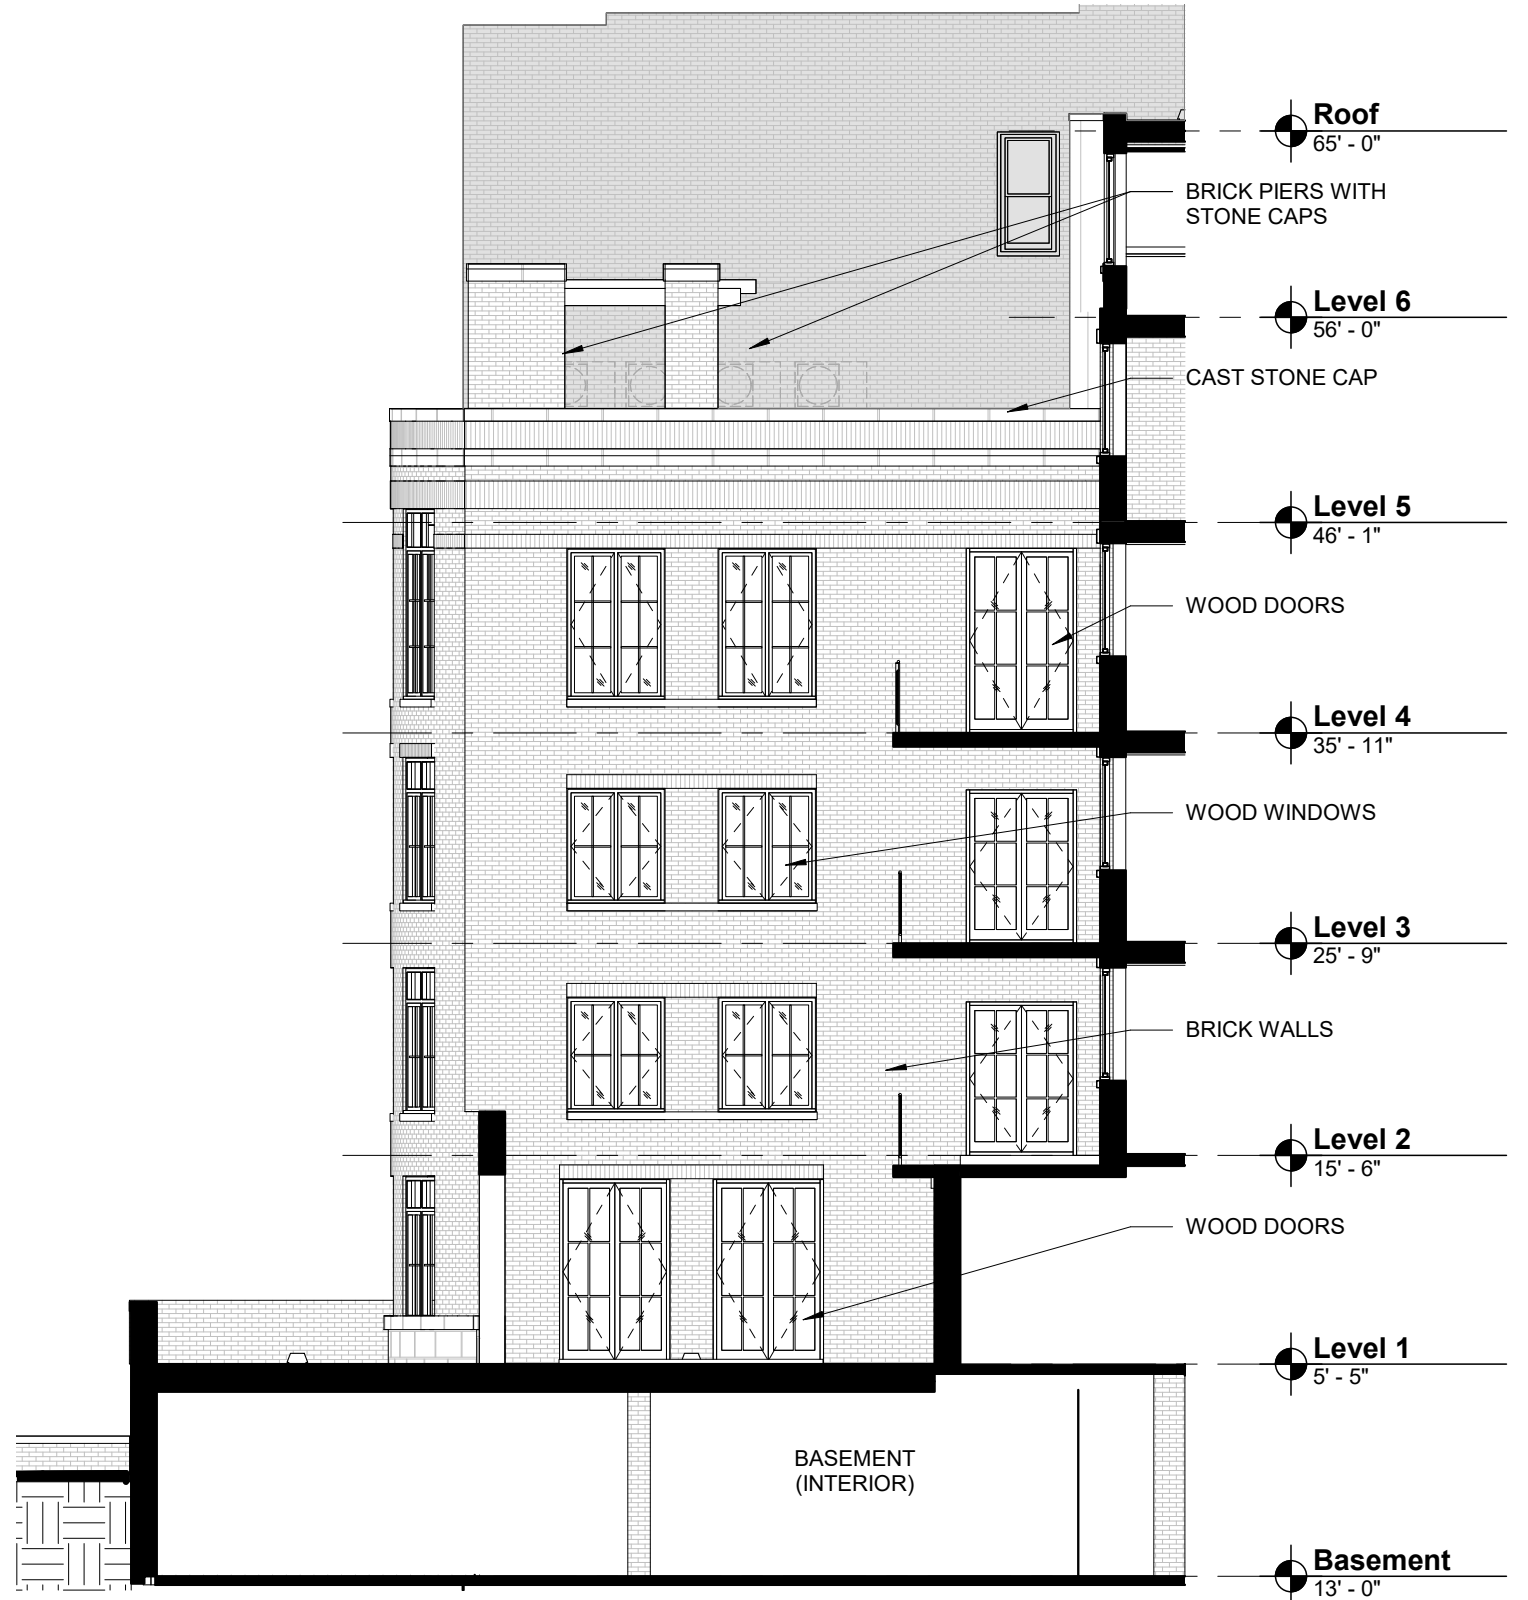 Roof
65' - 0"
BRICK PIERS WITH
STONE CAPS
Level 6
56' - 0"
CAST STONE CAP
Level 5
46' - 1"
WOOD DOORS
Level 4
35' - 11"
WOOD WINDOWS
Level 3
25' - 9"
BRICK WALLS
Level 2
15' - 6"
WOOD DOORS
Level 1
5' - 5"
BASEMENT
(INTERIOR)
Basement
13' - 0"